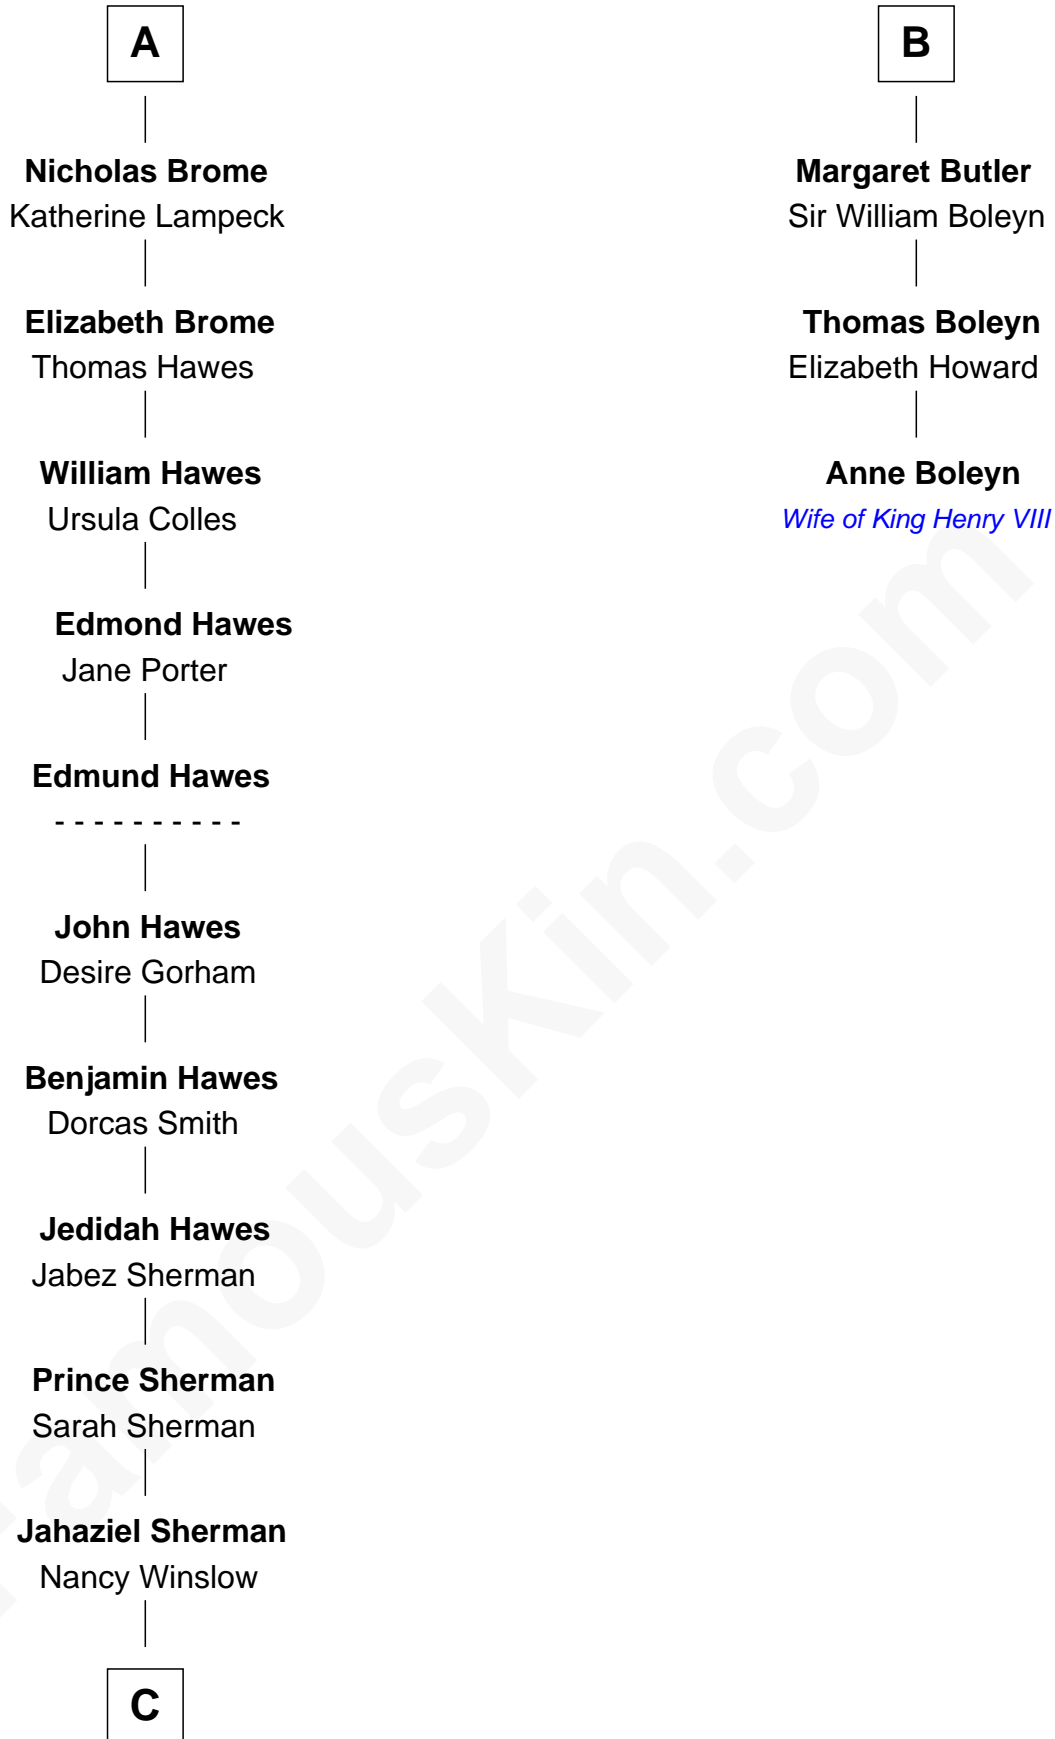 A
Nicholas Brome
Katherine Lampeck
Elizabeth Brome
Thomas Hawes
William Hawes
Ursula Colles
Edmond Hawes
Jane Porter
Edmund Hawes
- - - - - - - - - -
John Hawes
Desire Gorham
Benjamin Hawes
Dorcas Smith
Jedidah Hawes
Jabez Sherman
Prince Sherman
Sarah Sherman
Jahaziel Sherman
Nancy Winslow
C
B
Margaret Butler
Sir William Boleyn
Thomas Boleyn
Elizabeth Howard
Anne Boleyn
Wife of King Henry VIII
FamousKin.com